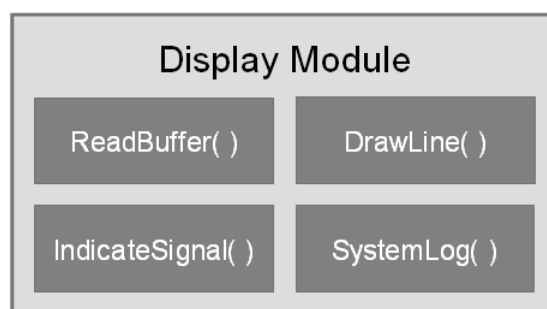 Display Module
ReadBuffer( )
DrawLine( )
IndicateSignal( )
SystemLog( )